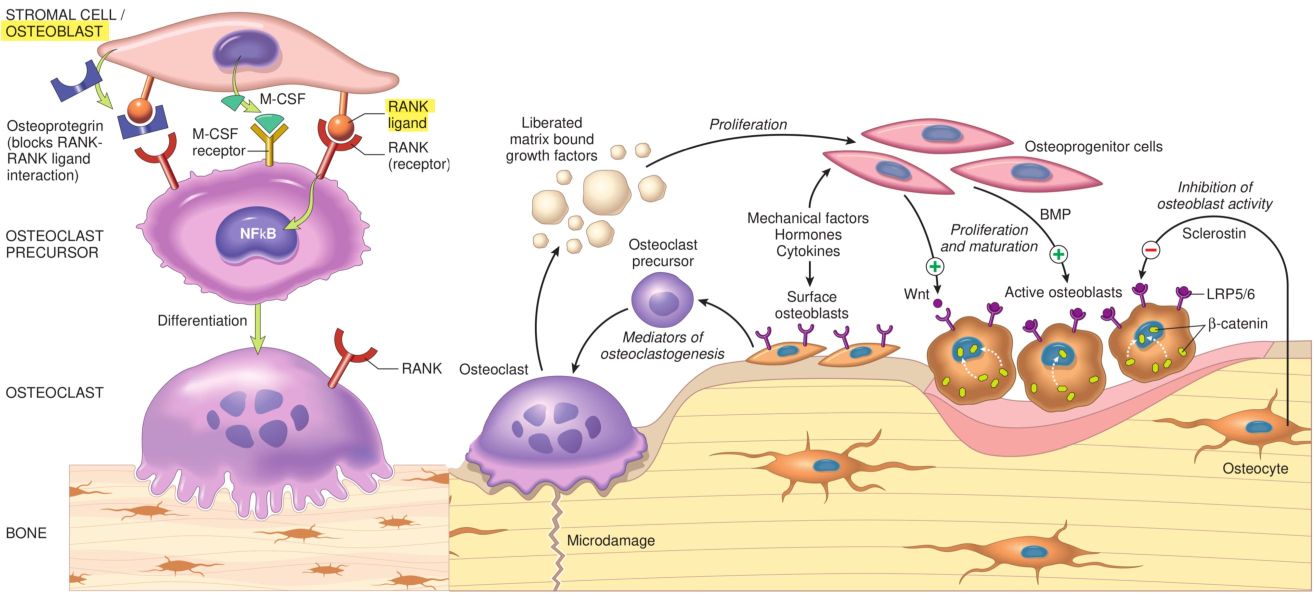 STROMAL CELL /
OSTEOBLAST
M-CSF
RANK
ligand
Osteoprotegrin
(blocks RANK-
RANK ligand
interaction)
M-CSF
receptor
RANK
(receptor)
OSTEOCLAST
PRECURSOR
NFkB
Differentiation
RANK
OSTEOCLAST
BONE
Liberated
matrix bound
growth factors
Proliferation
Osteoprogenitor cells
Mechanical factors
Hormones
Cytokines
BMP
Proliferation
and maturation
Inhibition of
osteoblast activity
Sclerostin
Osteoclast
precursor
Surface
osteoblasts
Wnt
Active osteoblasts
LRP5/6
β-catenin
Mediators of
osteoclastogenesis
Osteoclast
Osteocyte
Microdamage